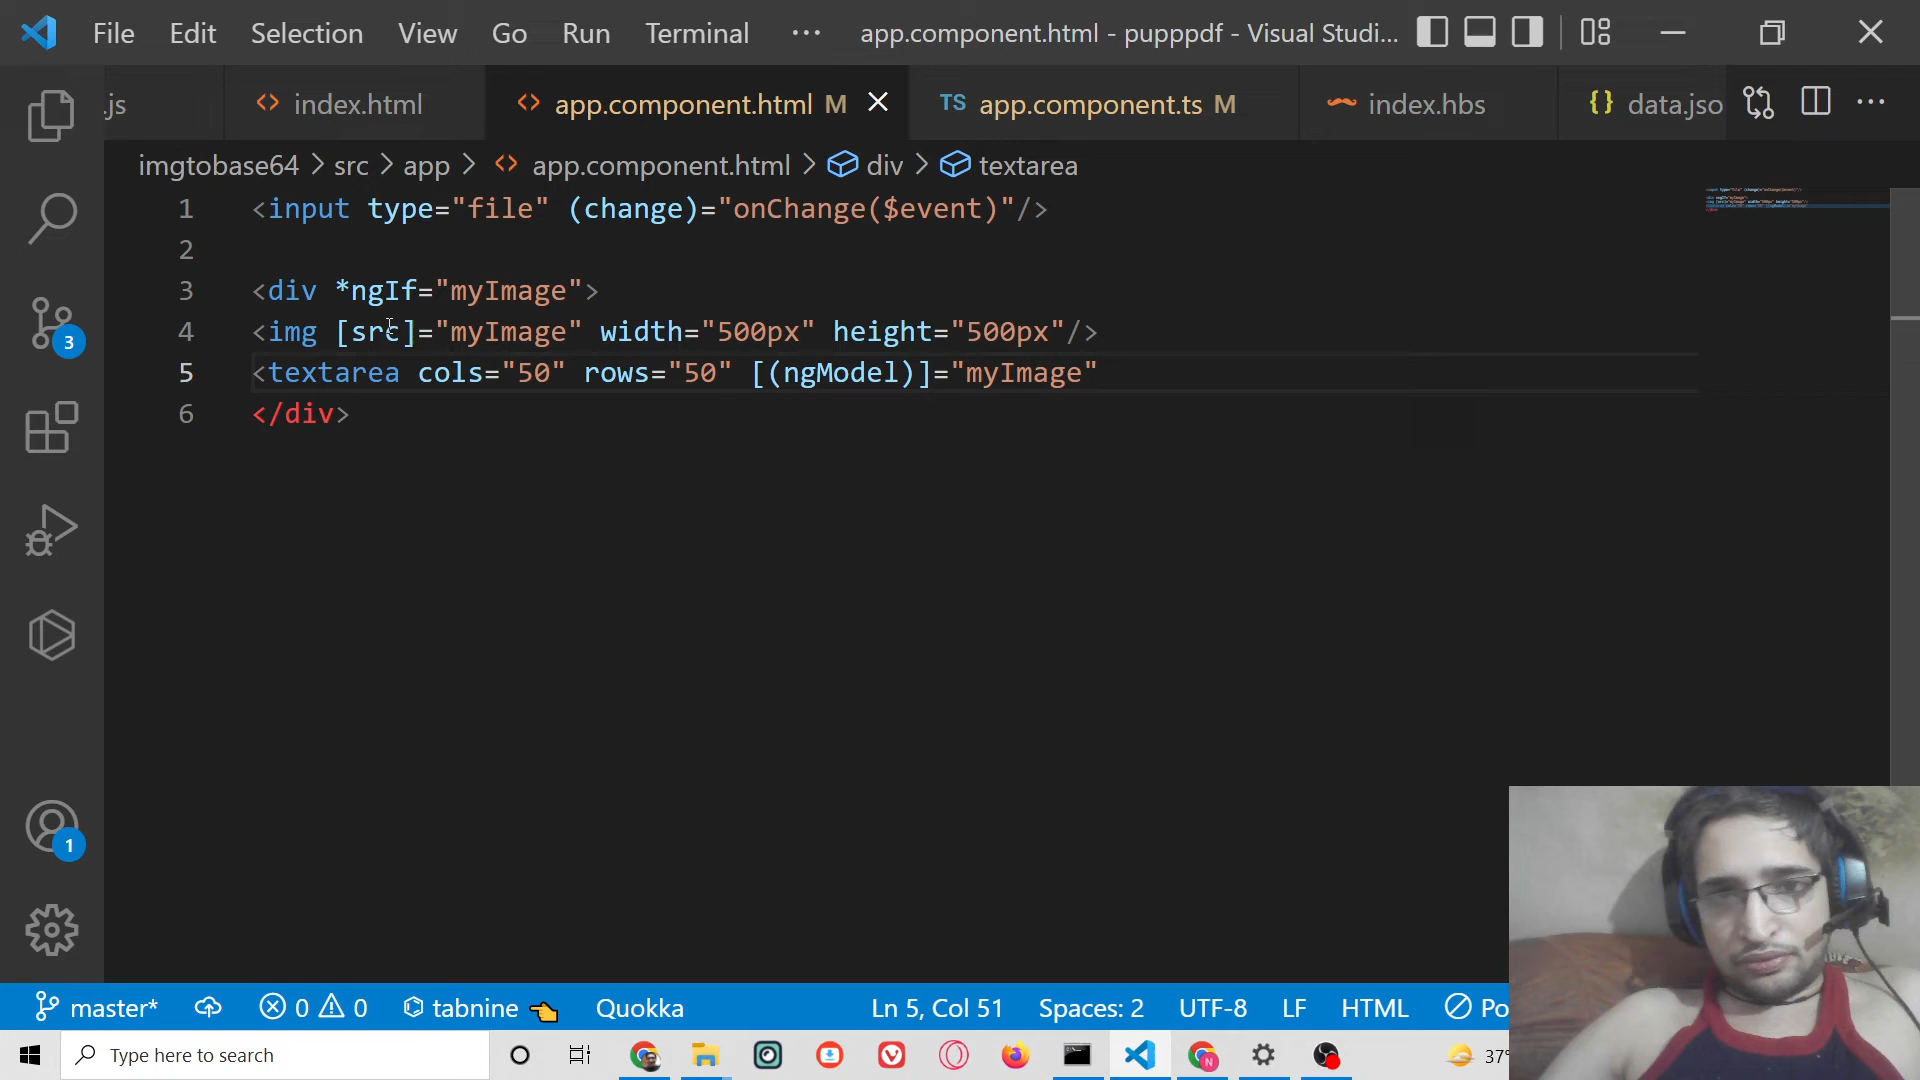 File Edit Selection View Go Run Terminal ··· app.component.html - pupppdf - Visual Studi...
.js index.html app.component.html M TS app.component.ts M index.hbs {} data.jso ···
imgtobase64 > src > app > app.component.html > div > textarea
1 <input type="file" (change)="onChange($event)"/>
2
3 <div *ngIf="myImage">
4 <img [src]="myImage" width="500px" height="500px"/>
5 <textarea cols="50" rows="50" [(ngModel)]="myImage"
6 </div>
3
1
master* 0 0 tabnine Quokka Ln 5, Col 51 Spaces: 2 UTF-8 LF HTML Po
Type here to search 37°